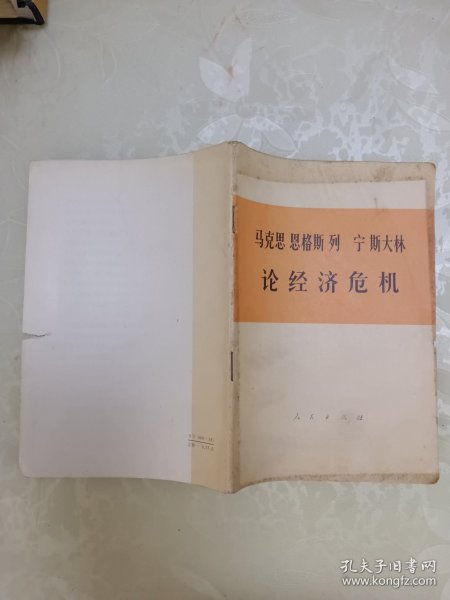 马克思 恩格斯 列 宁 斯大林
论经济危机
人民出版社
孔夫子旧书网
www.kongfz.com